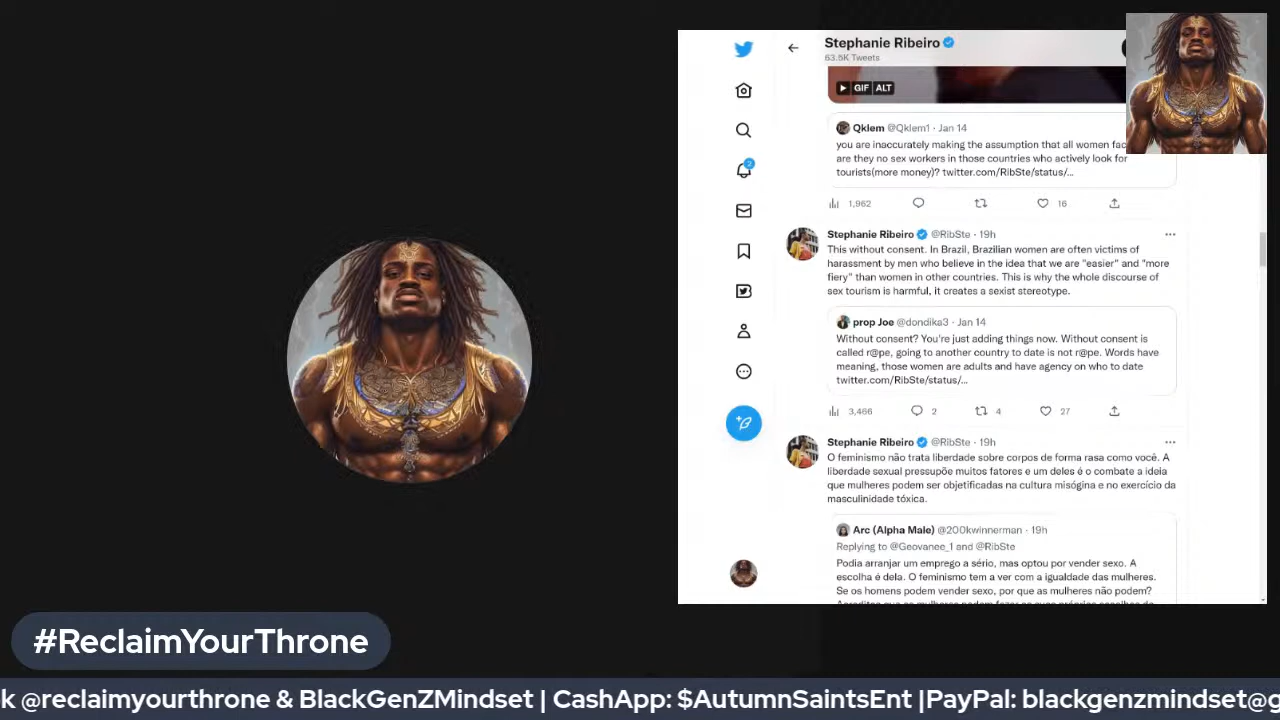 Stephanie Ribeiro
63.5K Tweets
GIF ALT
Qklem @Qklem1 · Jan 14
you are inaccurately making the assumption that all women
are they no sex workers in those countries who actively look for
tourists(more money)? twitter.com/RibSte/status/...
1,962 16
Stephanie Ribeiro @RibSte · 19h
This without consent. In Brazil, Brazilian women are often victims of
harassment by men who believe in the idea that we are "easier" and "more
fiery" than women in other countries. This is why the whole discourse of
sex tourism is harmful, it creates a sexist stereotype.
prop Joe @dondika3 · Jan 14
Without consent? You're just adding things now. Without consent is
called r@pe, going to another country to date is not r@pe. Words have
meaning, those women are adults and have agency on who to date
twitter.com/RibSte/status/...
3,466 2 4 27
Stephanie Ribeiro @RibSte · 19h
O feminismo não trata liberdade sobre corpos de forma rasa como você. A
liberdade sexual pressupõe muitos fatores e um deles é o combate a ideia
que mulheres podem ser objetificadas na cultura misógina e no exercício da
masculinidade tóxica.
Arc (Alpha Male) @200kwinnerman · 19h
Replying to @Geovanee_1 and @RibSte
Podia arranjar um emprego a sério, mas optou por vender sexo. A
escolha é dela. O feminismo tem a ver com a igualdade das mulheres.
Se os homens podem vender sexo, por que as mulheres não podem?
#ReclaimYourThrone
k @reclaimyourthrone & BlackGenZMindset | CashApp: $AutumnSaintsEnt |PayPal: blackgenzmindset@g